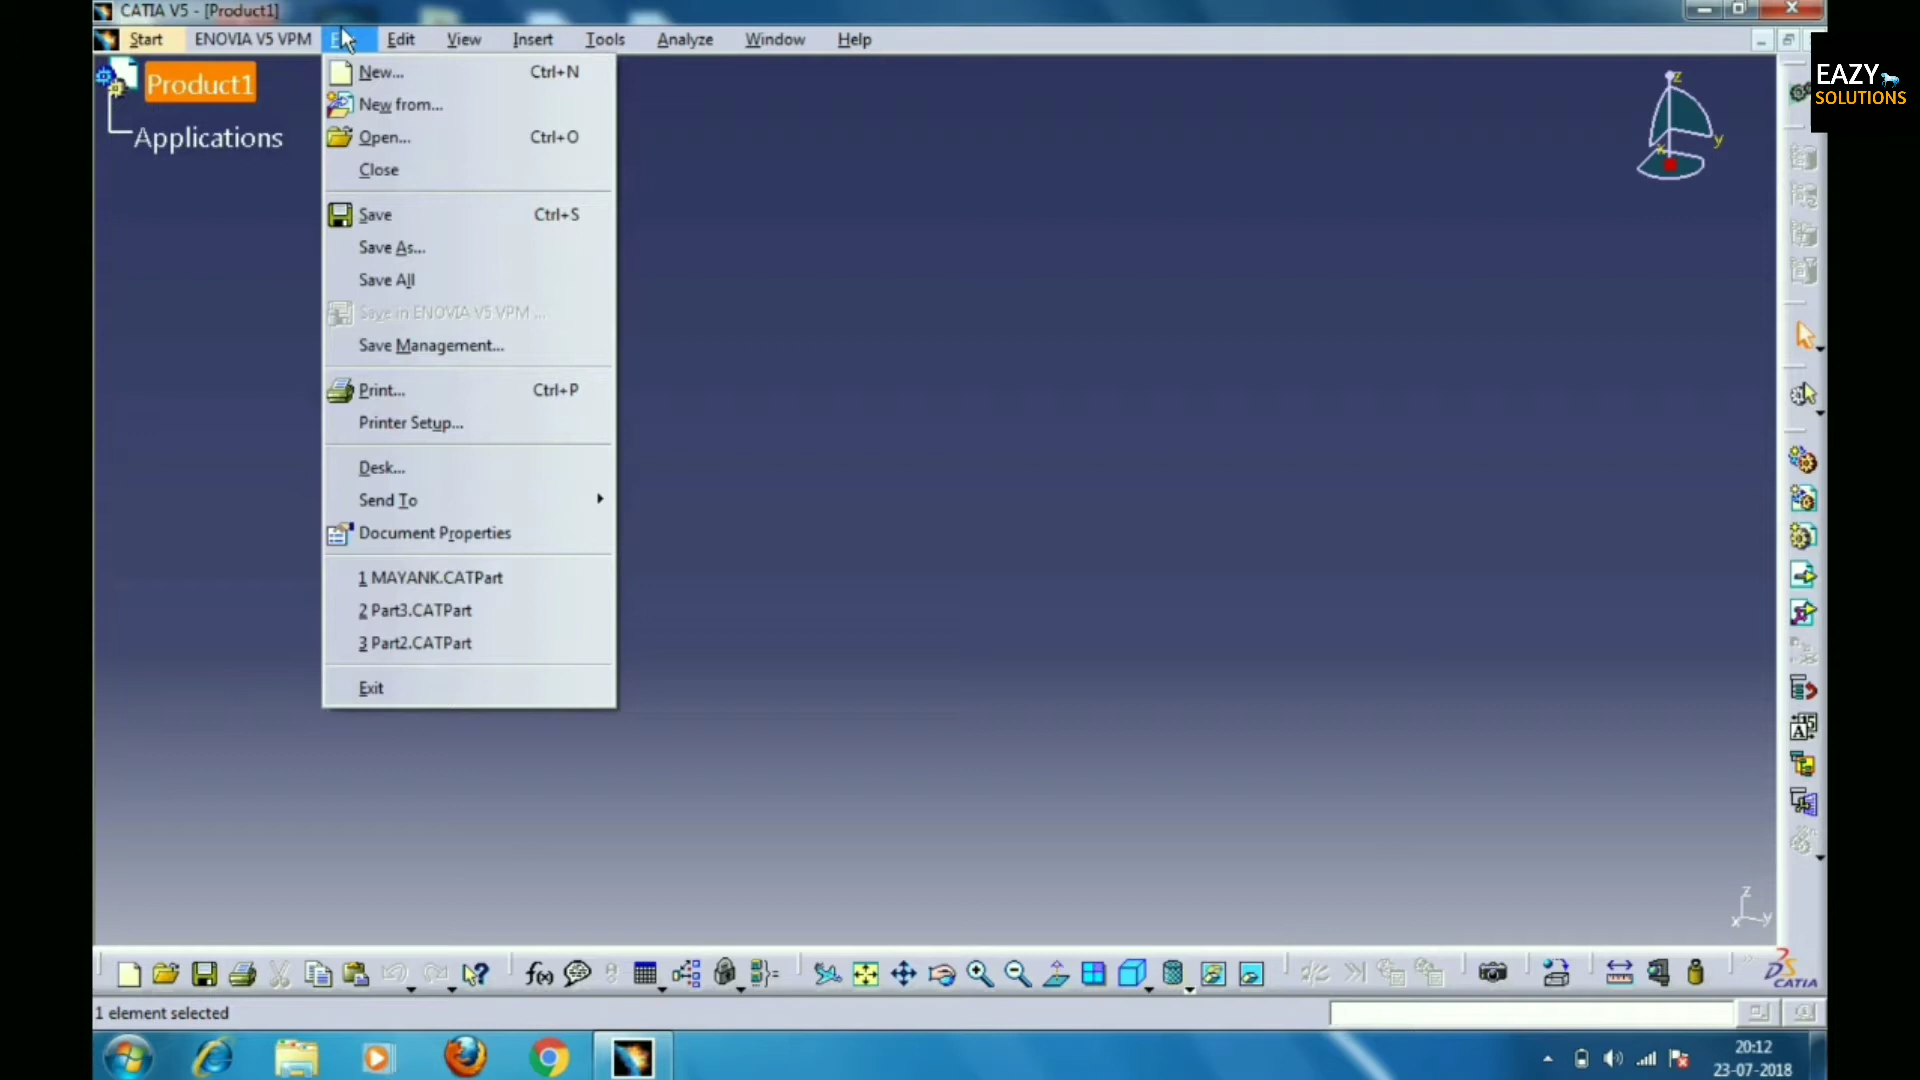 CATIA V5 - [Product1]
Start ENOVIA V5 VPM Edit View Insert Tools Analyze Window Help
EAZY
SOLUTIONS
Product1
Applications
New... Ctrl+N
New from...
Open... Ctrl+O
Close
Save Ctrl+S
Save As...
Save All
Save in ENOVIA V5 VPM ...
Save Management...
Print... Ctrl+P
Printer Setup...
Desk...
Send To
Document Properties
1 MAYANK.CATPart
2 Part3.CATPart
3 Part2.CATPart
Exit
z
y
x
z
x y
f(x)
CATIA
1 element selected
20:12
23-07-2018